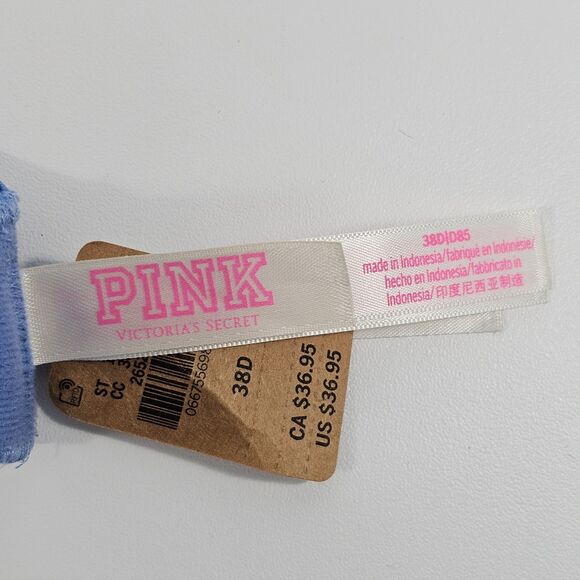 PINK
VICTORIA'S SECRET
38D|D85
made in Indonesia/fabriqué en Indonésie/
hecho en Indonesia/fabbricato in
Indonesia/印度尼西亚制造
ST
CC
38D
CA $36.95
US $36.95